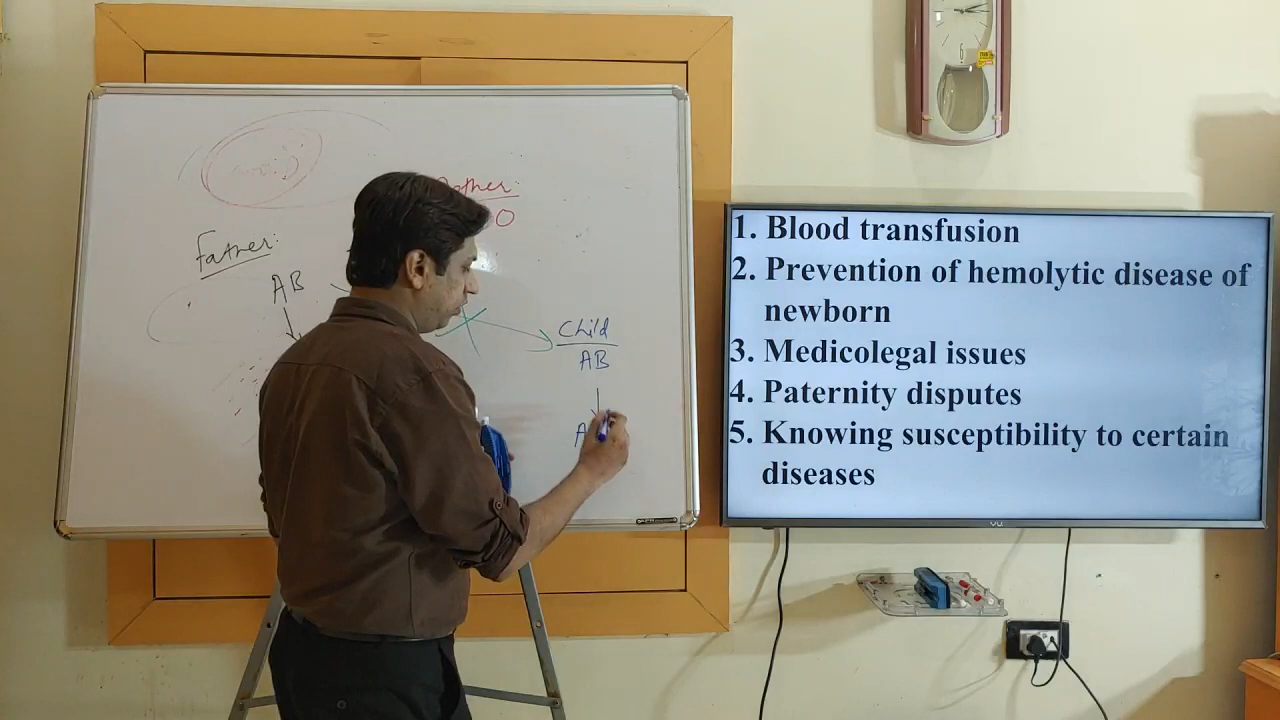 Father:
AB
O
Child
AB
A
1. Blood transfusion
2. Prevention of hemolytic disease of
newborn
3. Medicolegal issues
4. Paternity disputes
5. Knowing susceptibility to certain
diseases
6